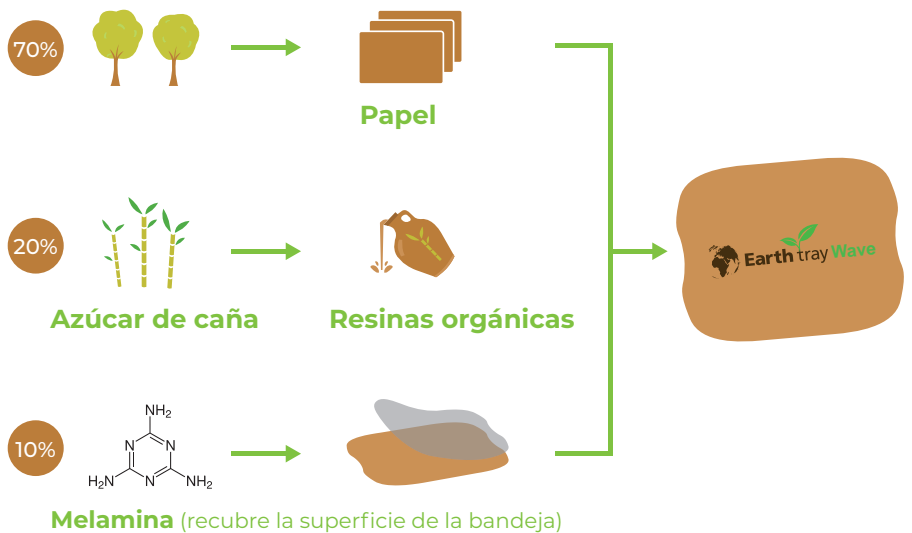 70%
Papel
20%
Azúcar de caña
Resinas orgánicas
Earth tray Wave
10%
NH₂
N
N
N
H₂N
NH₂
Melamina (recubre la superficie de la bandeja)